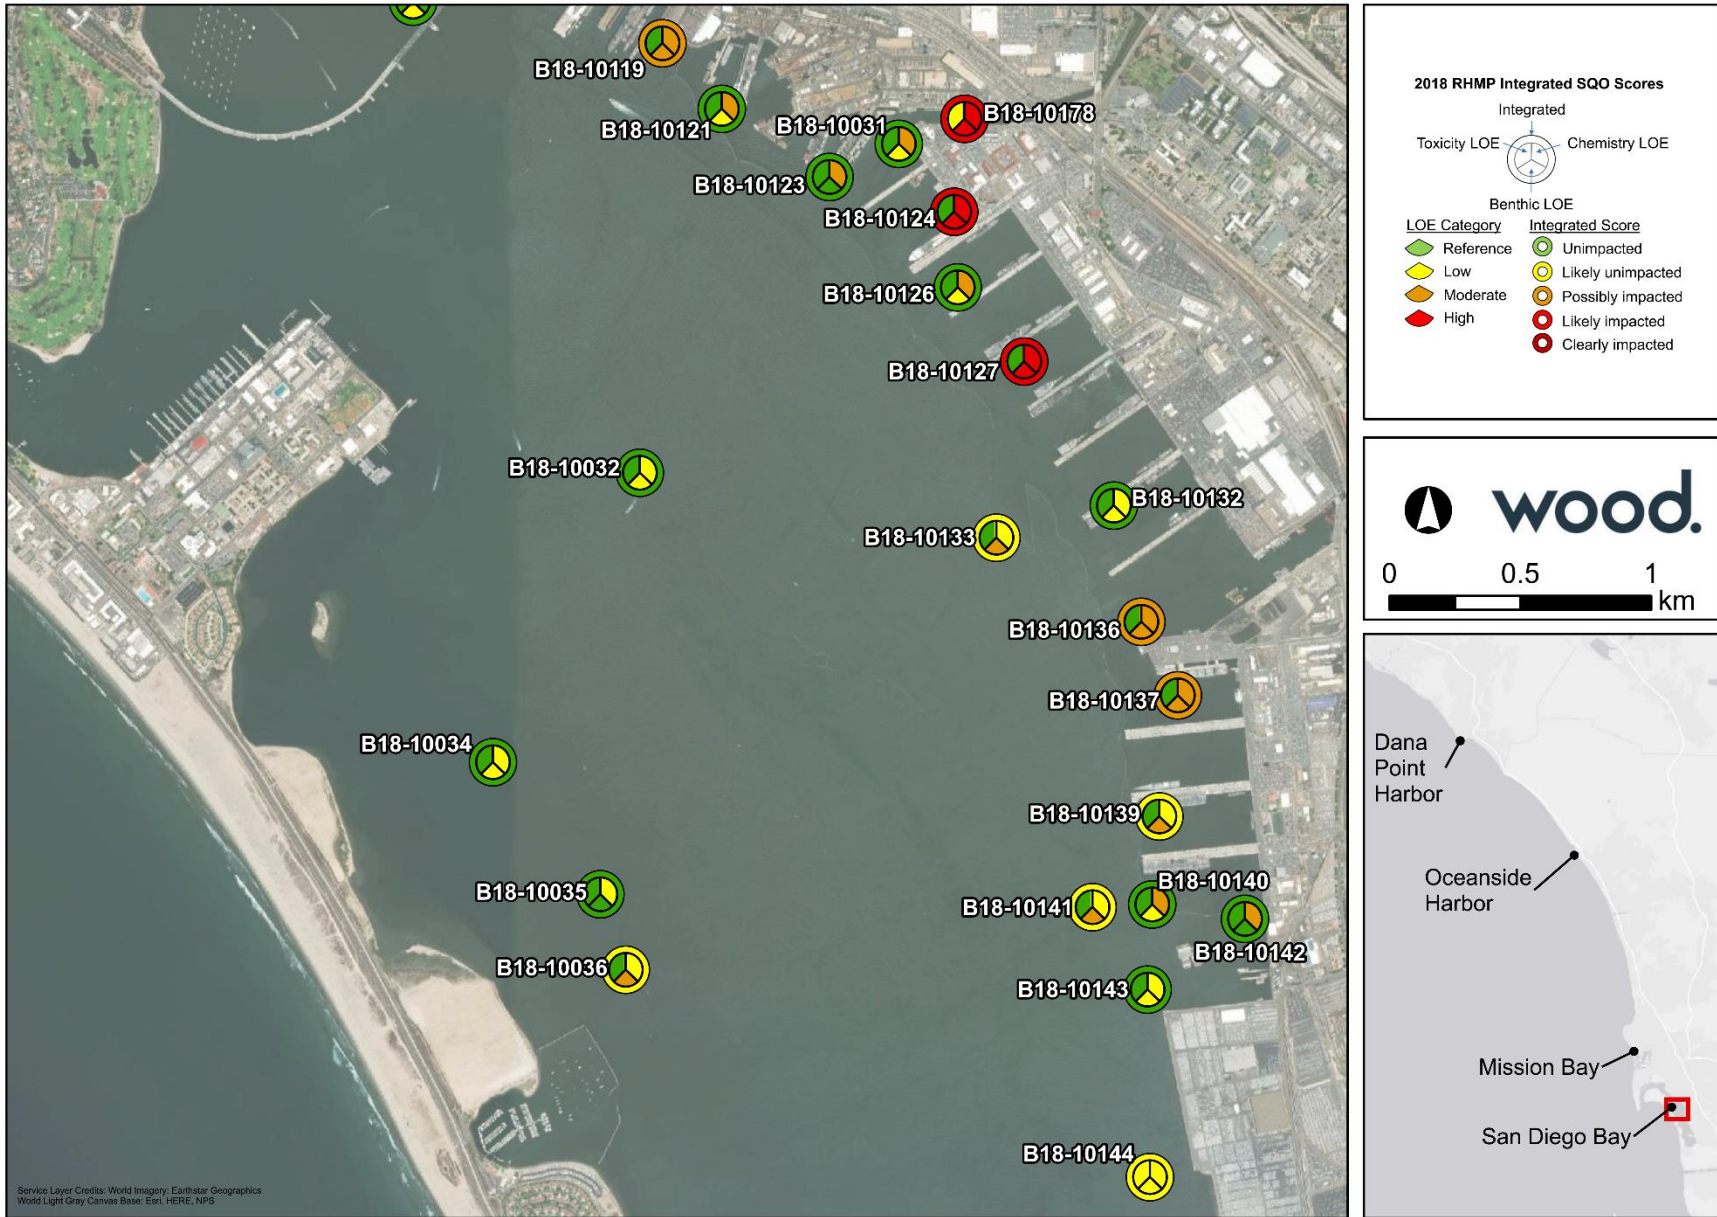 B18-10119
B18-10121
B18-10031
B18-10178
B18-10123
B18-10124
B18-10126
B18-10127
B18-10032
B18-10132
B18-10133
B18-10136
B18-10137
B18-10034
B18-10139
B18-10140
B18-10035
B18-10141
B18-10142
B18-10036
B18-10143
B18-10144
Service Layer Credits: World Imagery: Earthstar Geographics
World Light Gray Canvas Base: Esri, HERE, NPS
2018 RHMP Integrated SQO Scores
Integrated
Toxicity LOE Chemistry LOE
Benthic LOE
LOE Category Integrated Score
Reference Unimpacted
Low Likely unimpacted
Moderate Possibly impacted
High Likely impacted
Clearly impacted
wood.
0 0.5 1
km
Dana
Point
Harbor
Oceanside
Harbor
Mission Bay
San Diego Bay